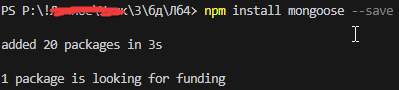 PS P:\!\3\бд\Лб4> npm install mongoose --save
added 20 packages in 3s
1 package is looking for funding